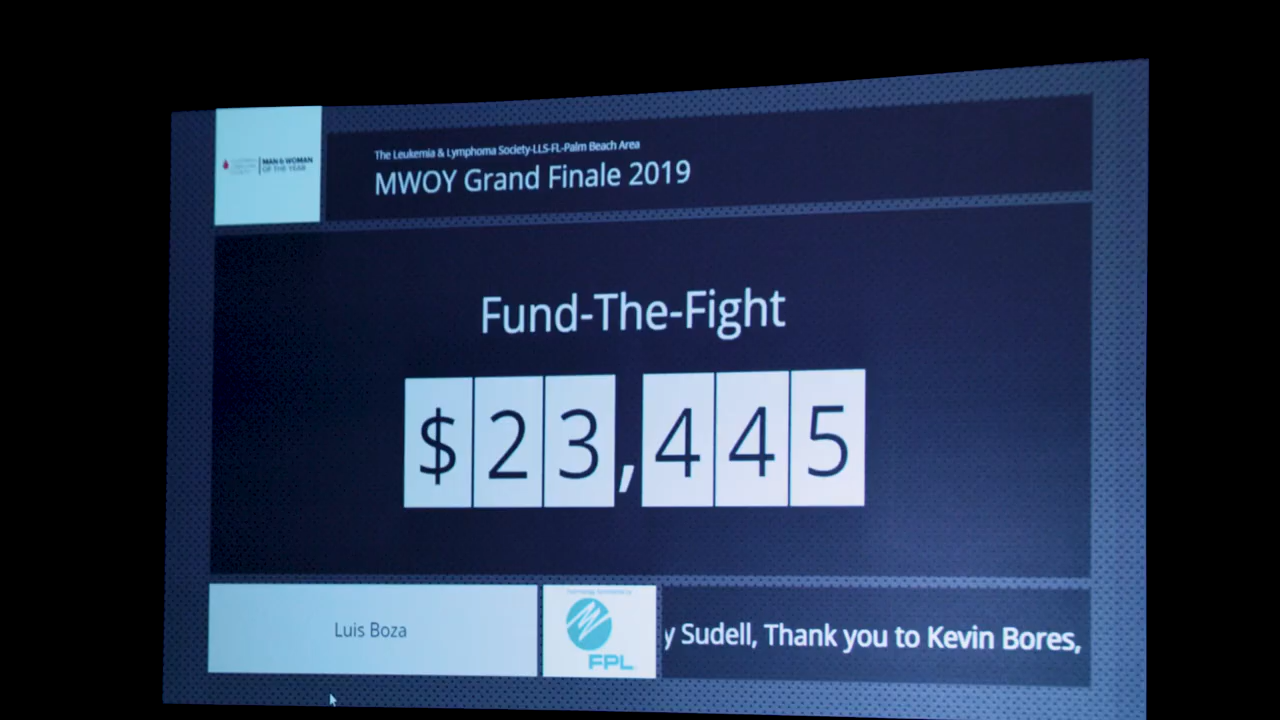 The Leukemia & Lymphoma Society-LLS-FL-Palm Beach Area
MWOY Grand Finale 2019
MAN & WOMAN
OF THE YEAR
Fund-The-Fight
$23,445
Luis Boza
FPL
y Sudell, Thank you to Kevin Bores,